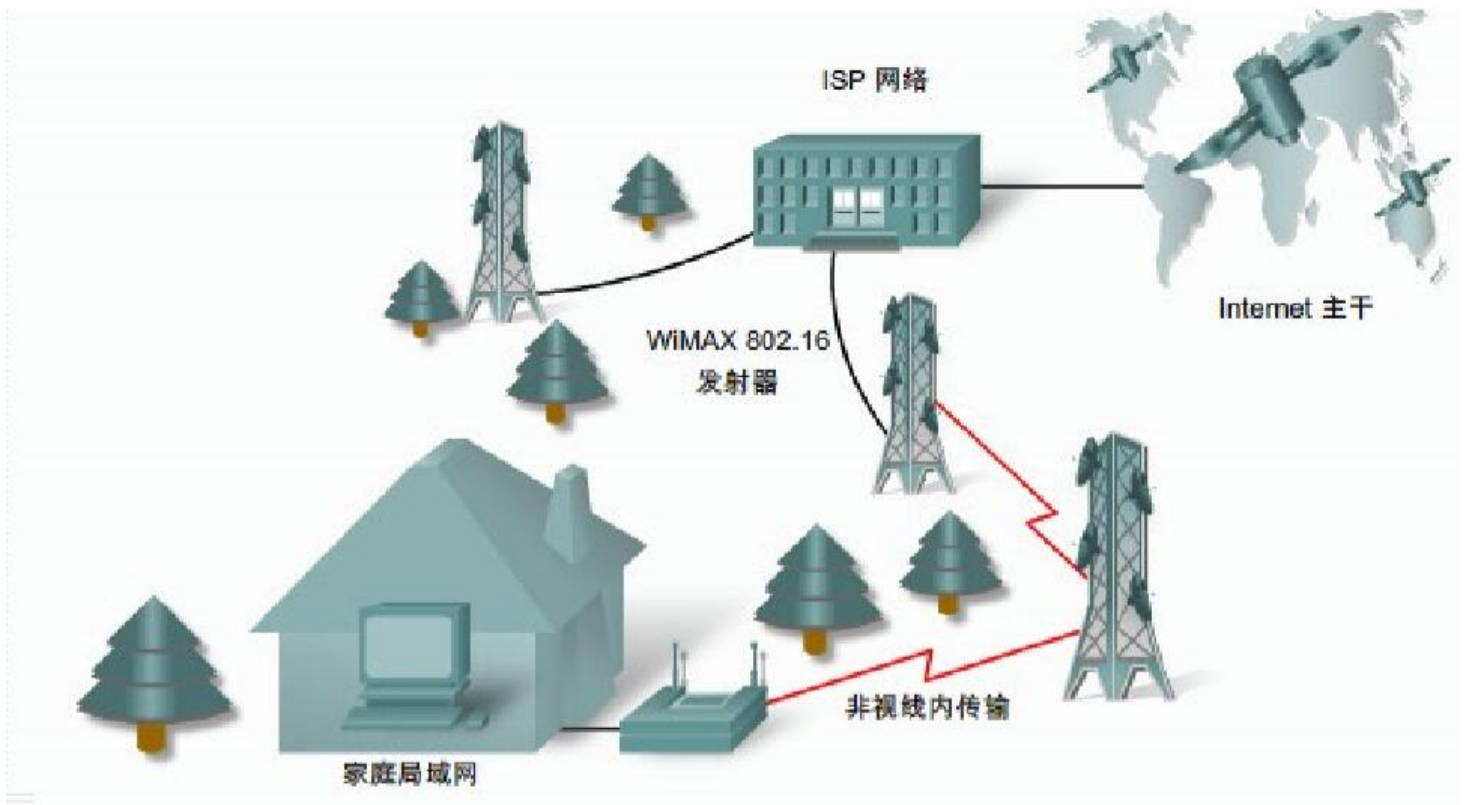 ISP 网络
Internet 主干
WiMAX 802.16
发射器
非视线内传输
家庭局域网